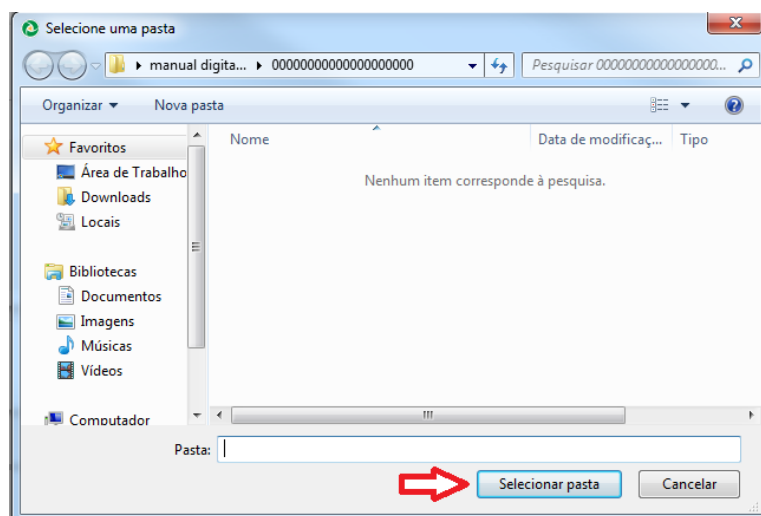 Selecione uma pasta
x
manual digita... 00000000000000000000
Pesquisar 00000000000000000000...
Organizar Nova pasta
?
Favoritos
Área de Trabalho
Downloads
Locais
Bibliotecas
Documentos
Imagens
Músicas
Vídeos
Computador
Nome Data de modificaç... Tipo
Nenhum item corresponde à pesquisa.
Pasta:
Selecionar pasta Cancelar